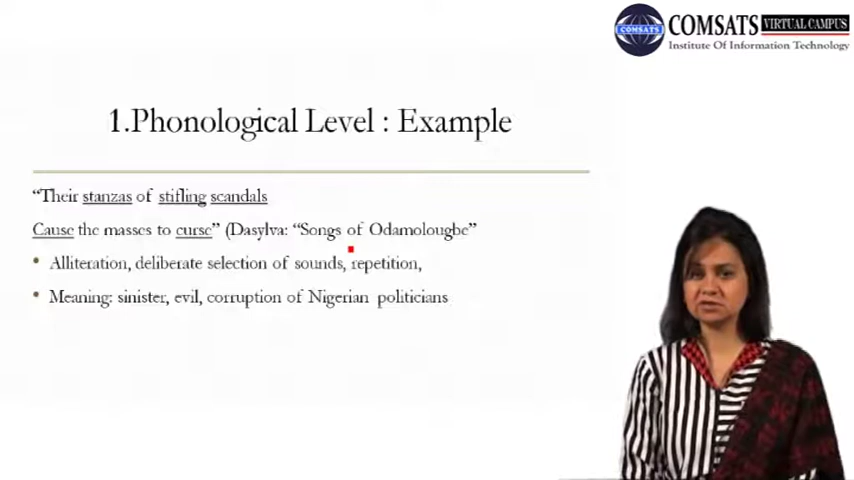 COMSATS
COMSATS VIRTUAL CAMPUS
Institute Of Information Technology
1.Phonological Level : Example
“Their stanzas of stifling scandals
Cause the masses to curse” (Dasylva: “Songs of Odamolougbe”
• Alliteration, deliberate selection of sounds, repetition,
• Meaning: sinister, evil, corruption of Nigerian politicians